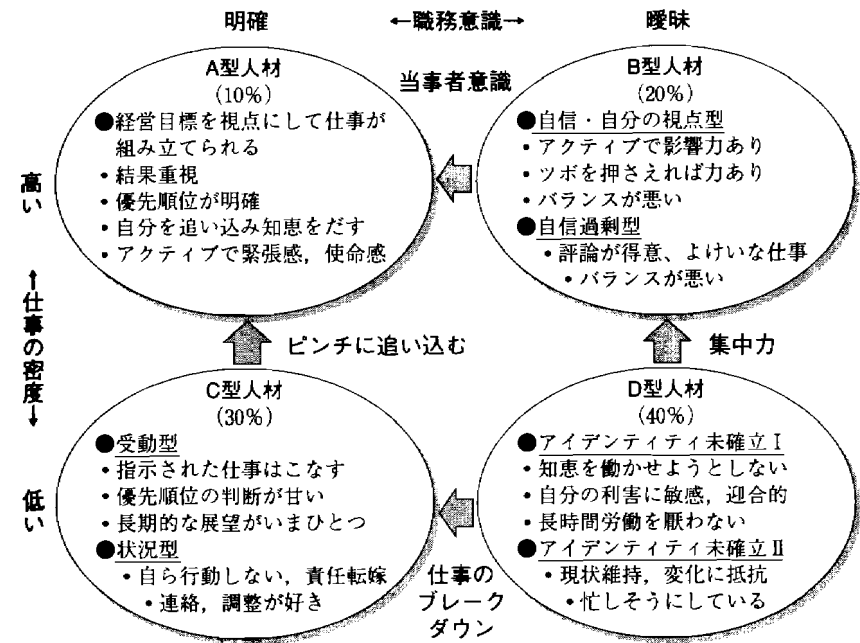 明確
←職務意識→
曖昧
A型人材
(10%)
●経営目標を視点にして仕事が
組み立てられる
・結果重視
・優先順位が明確
・自分を追い込み知恵をだす
・アクティブで緊張感，使命感
当事者意識
B型人材
(20%)
●自信・自分の視点型
・アクティブで影響力あり
・ツボを押さえれば力あり
・バランスが悪い
●自信過剰型
・評論が得意、よけいな仕事
・バランスが悪い
高い
←仕事の密度→
低い
ピンチに追い込む
集中力
C型人材
(30%)
●受動型
・指示された仕事はこなす
・優先順位の判断が甘い
・長期的な展望がいまひとつ
●状況型
・自ら行動しない，責任転嫁
・連絡，調整が好き
仕事の
ブレーク
ダウン
D型人材
(40%)
●アイデンティティ未確立Ⅰ
・知恵を働かせようとしない
・自分の利害に敏感，迎合的
・長時間労働を厭わない
●アイデンティティ未確立Ⅱ
・現状維持，変化に抵抗
・忙しそうにしている